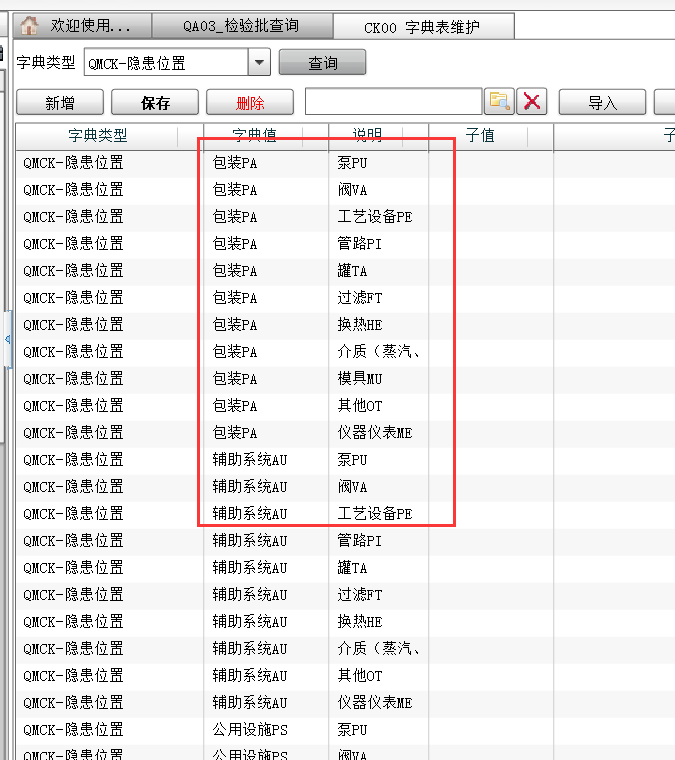 欢迎使用... QA03_检验批查询 CK00 字典表维护
字典类型 QMCK-隐患位置 查询
新增 保存 删除 导入
字典类型 字典值 说明 子值 子
QMCK-隐患位置 包装PA 泵PU
QMCK-隐患位置 包装PA 阀VA
QMCK-隐患位置 包装PA 工艺设备PE
QMCK-隐患位置 包装PA 管路PI
QMCK-隐患位置 包装PA 罐TA
QMCK-隐患位置 包装PA 过滤FT
QMCK-隐患位置 包装PA 换热HE
QMCK-隐患位置 包装PA 介质（蒸汽、
QMCK-隐患位置 包装PA 模具MU
QMCK-隐患位置 包装PA 其他OT
QMCK-隐患位置 包装PA 仪器仪表ME
QMCK-隐患位置 辅助系统AU 泵PU
QMCK-隐患位置 辅助系统AU 阀VA
QMCK-隐患位置 辅助系统AU 工艺设备PE
QMCK-隐患位置 辅助系统AU 管路PI
QMCK-隐患位置 辅助系统AU 罐TA
QMCK-隐患位置 辅助系统AU 过滤FT
QMCK-隐患位置 辅助系统AU 换热HE
QMCK-隐患位置 辅助系统AU 介质（蒸汽、
QMCK-隐患位置 辅助系统AU 其他OT
QMCK-隐患位置 辅助系统AU 仪器仪表ME
QMCK-隐患位置 公用设施PS 泵PU
QMCK-隐患位置 公用设施PS 阀VA